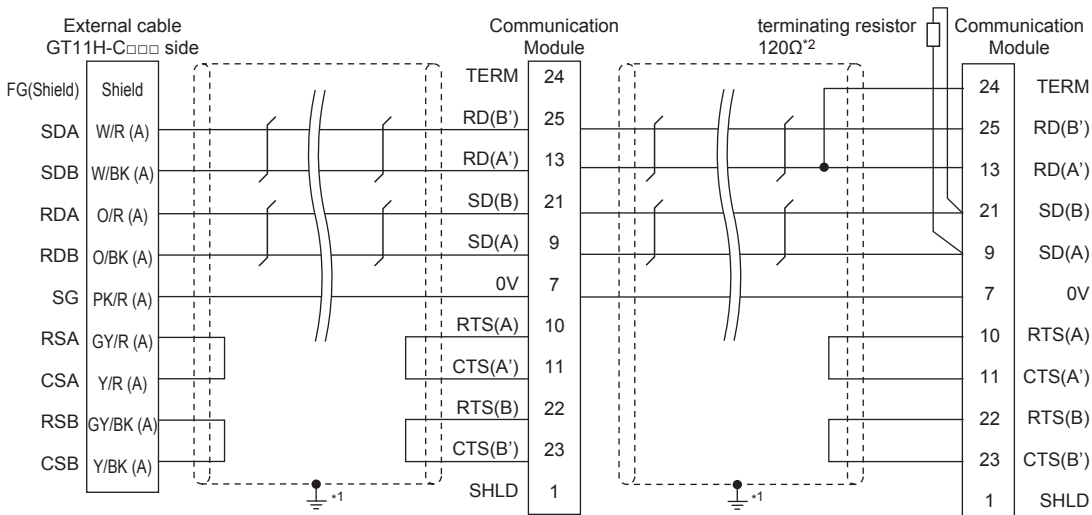 External cable
GT11H-C□□□ side
Communication
Module
terminating resistor
120Ω*2
Communication
Module
FG(Shield) Shield
SDA W/R (A)
SDB W/BK (A)
RDA O/R (A)
RDB O/BK (A)
SG PK/R (A)
RSA GY/R (A)
CSA Y/R (A)
RSB GY/BK (A)
CSB Y/BK (A)
*1
TERM 24
RD(B') 25
RD(A') 13
SD(B) 21
SD(A) 9
0V 7
RTS(A) 10
CTS(A') 11
RTS(B) 22
CTS(B') 23
SHLD 1
*1
24 TERM
25 RD(B')
13 RD(A')
21 SD(B)
9 SD(A)
7 0V
10 RTS(A)
11 CTS(A')
22 RTS(B)
23 CTS(B')
1 SHLD